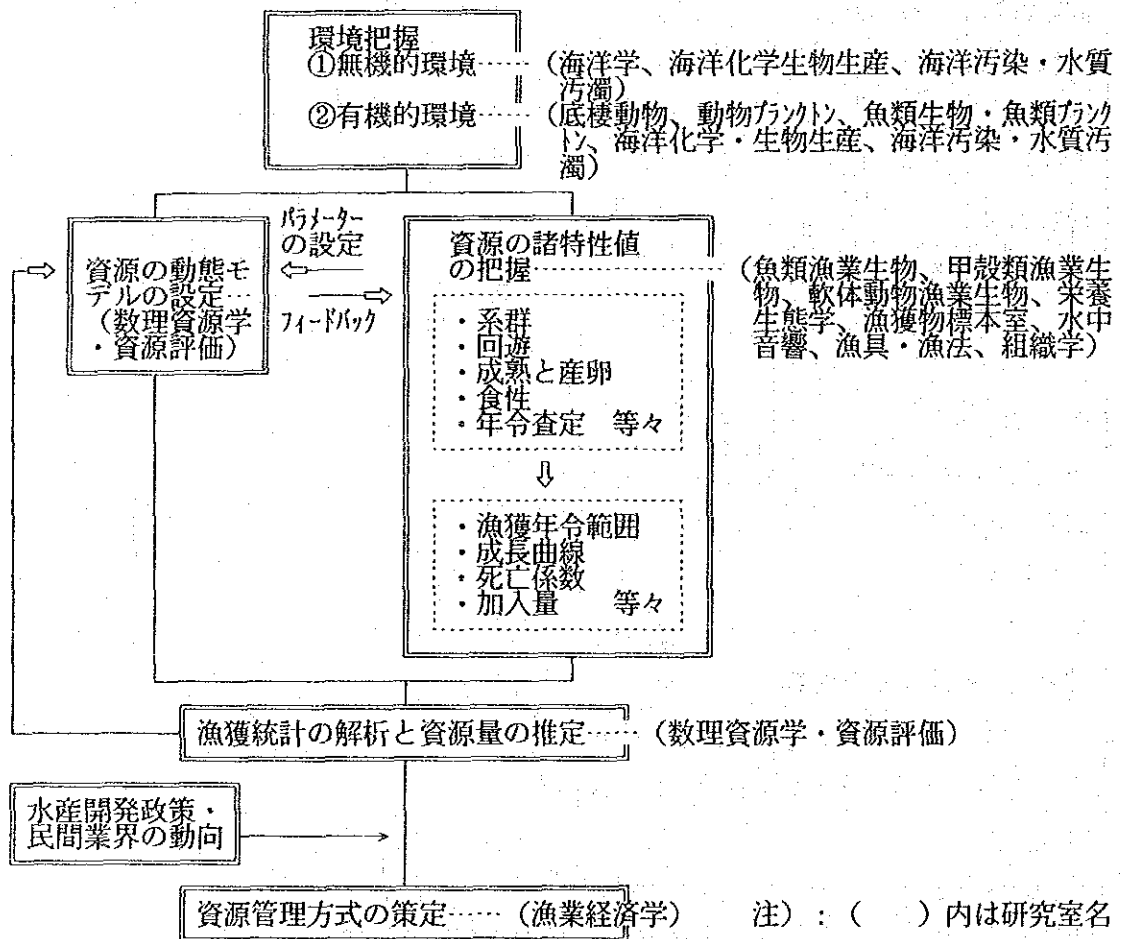 環境把握
①無機的環境……（海洋学、海洋化学生物生産、海洋汚染・水質
汚濁）
②有機的環境……（底棲動物、動物プランクトン、魚類生物・魚類プランク
トン、海洋化学・生物生産、海洋汚染・水質汚
濁）
パラメーター
の設定
資源の動態モ
デルの設定…
（数理資源学
・資源評価）
フィードバック
資源の諸特性値
の把握……………………（魚類漁業生物、甲殻類漁業生
物、軟体動物漁業生物、栄養
生態学、漁獲物標本室、水中
音響、漁具・漁法、組織学）
・系群
・回遊
・成熟と産卵
・食性
・年令査定　等々
・漁獲年令範囲
・成長曲線
・死亡係数
・加入量　　等々
漁獲統計の解析と資源量の推定……（数理資源学・資源評価）
水産開発政策・
民間業界の動向
資源管理方式の策定……（漁業経済学）　　注）：（　　）内は研究室名